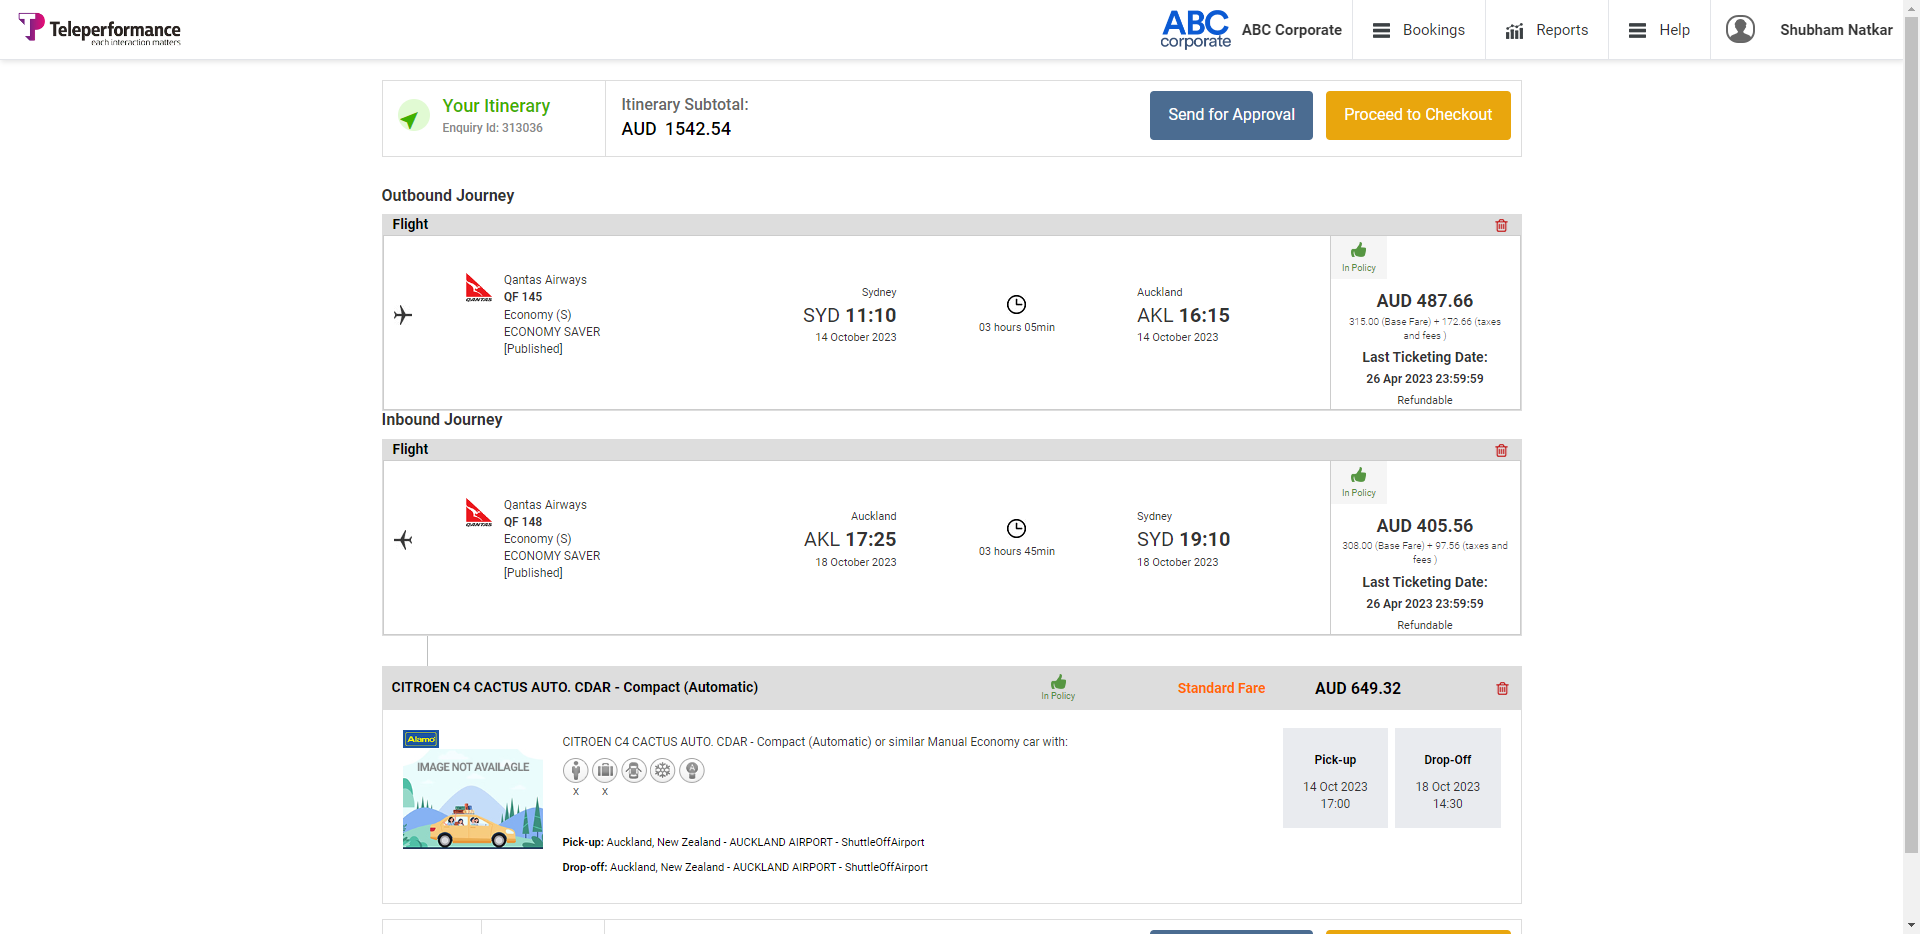 Teleperformance
each interaction matters
ABC
corporate
ABC Corporate
Bookings
Reports
Help
Shubham Natkar
Your Itinerary
Enquiry Id: 313036
Itinerary Subtotal:
AUD 1542.54
Send for Approval
Proceed to Checkout
Outbound Journey
Flight
Qantas Airways
QF 145
Economy (S)
ECONOMY SAVER
[Published]
QANTAS
Sydney
SYD 11:10
14 October 2023
03 hours 05min
Auckland
AKL 16:15
14 October 2023
In Policy
AUD 487.66
315.00 (Base Fare) + 172.66 (taxes
and fees )
Last Ticketing Date:
26 Apr 2023 23:59:59
Refundable
Inbound Journey
Flight
Qantas Airways
QF 148
Economy (S)
ECONOMY SAVER
[Published]
QANTAS
Auckland
AKL 17:25
18 October 2023
03 hours 45min
Sydney
SYD 19:10
18 October 2023
In Policy
AUD 405.56
308.00 (Base Fare) + 97.56 (taxes and
fees )
Last Ticketing Date:
26 Apr 2023 23:59:59
Refundable
CITROEN C4 CACTUS AUTO. CDAR - Compact (Automatic)
In Policy
Standard Fare
AUD 649.32
Alamo
IMAGE NOT AVAILAGLE
CITROEN C4 CACTUS AUTO. CDAR - Compact (Automatic) or similar Manual Economy car with:
A
x x
Pick-up: Auckland, New Zealand - AUCKLAND AIRPORT - ShuttleOffAirport
Drop-off: Auckland, New Zealand - AUCKLAND AIRPORT - ShuttleOffAirport
Pick-up
14 Oct 2023
17:00
Drop-Off
18 Oct 2023
14:30